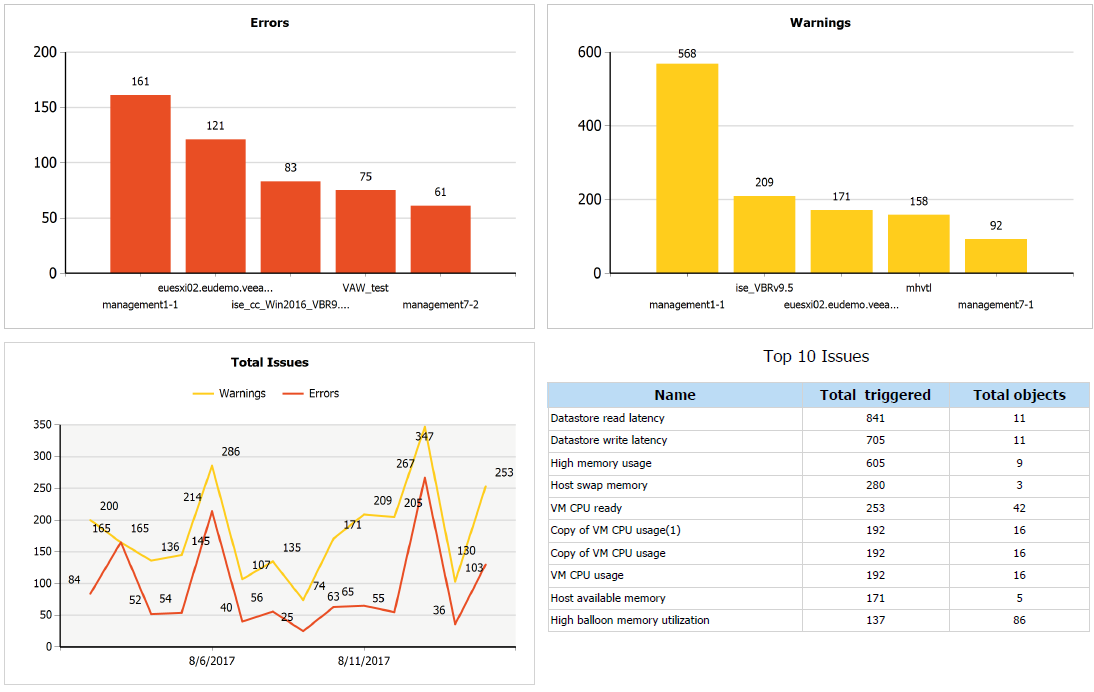 Errors
200
150
100
50
0
161
121
83
75
61
euesxi02.eudemo.veea...
VAW_test
management1-1
ise_cc_Win2016_VBR9....
management7-2
Warnings
600
400
200
0
568
209
171
158
92
ise_VBRv9.5
mhvtl
management1-1
euesxi02.eudemo.veea...
management7-1
Total Issues
Warnings
Errors
350
300
250
200
150
100
50
0
347
286
267
253
214
200
209
205
165
165
171
136
145
135
130
107
103
84
74
52
54
56
63
65
55
40
25
36
8/6/2017
8/11/2017
Top 10 Issues
Name Total triggered Total objects
Datastore read latency 841 11
Datastore write latency 705 11
High memory usage 605 9
Host swap memory 280 3
VM CPU ready 253 42
Copy of VM CPU usage(1) 192 16
Copy of VM CPU usage 192 16
VM CPU usage 192 16
Host available memory 171 5
High balloon memory utilization 137 86